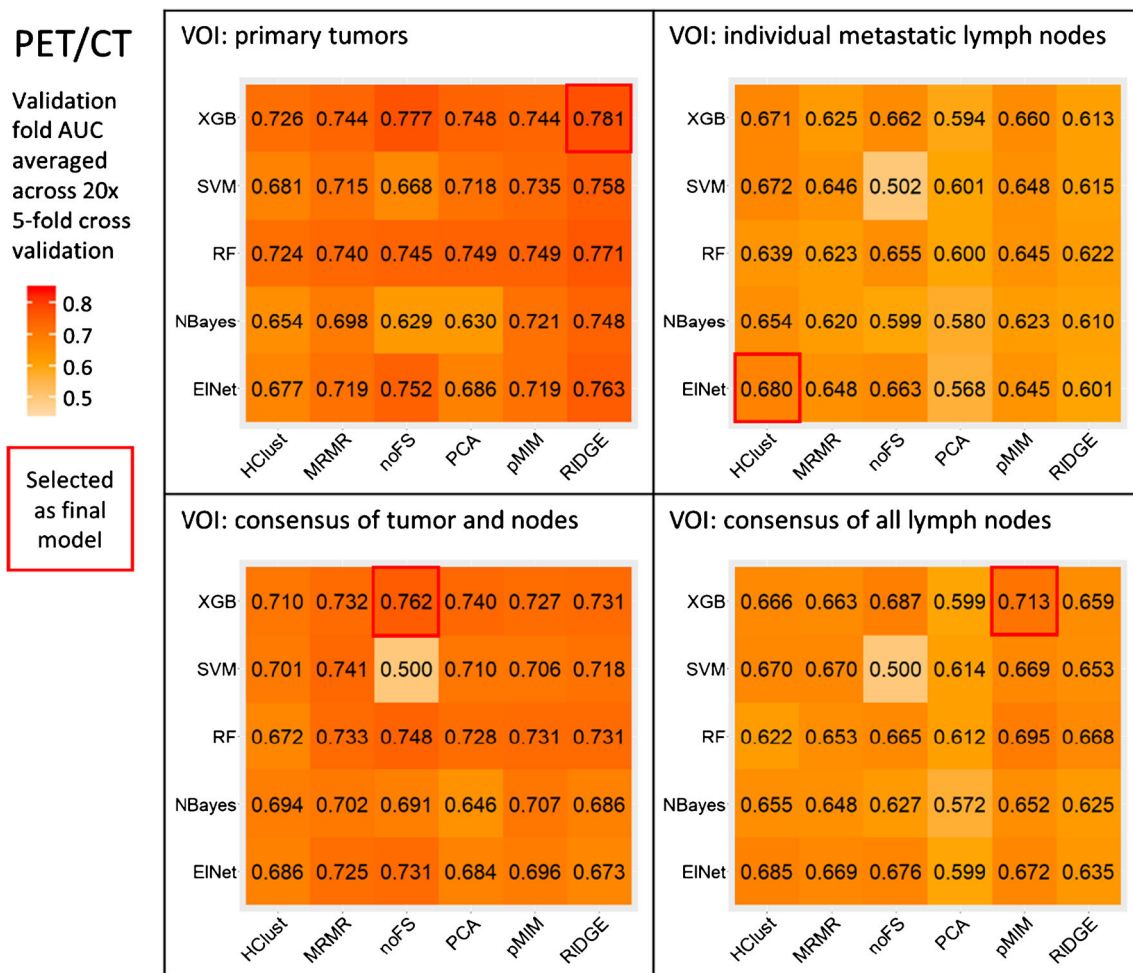 PET/CT
Validation
fold AUC
averaged
across 20x
5-fold cross
validation
0.8
0.7
0.6
0.5
Selected
as final
model
VOI: primary tumors
XGB 0.726 0.744 0.777 0.748 0.744 0.781
SVM 0.681 0.715 0.668 0.718 0.735 0.758
RF 0.724 0.740 0.745 0.749 0.749 0.771
NBayes 0.654 0.698 0.629 0.630 0.721 0.748
ElNet 0.677 0.719 0.752 0.686 0.719 0.763
HClust MRMR noFS PCA pMIM RIDGE
VOI: individual metastatic lymph nodes
XGB 0.671 0.625 0.662 0.594 0.660 0.613
SVM 0.672 0.646 0.502 0.601 0.648 0.615
RF 0.639 0.623 0.655 0.600 0.645 0.622
NBayes 0.654 0.620 0.599 0.580 0.623 0.610
ElNet 0.680 0.648 0.663 0.568 0.645 0.601
HClust MRMR noFS PCA pMIM RIDGE
VOI: consensus of tumor and nodes
XGB 0.710 0.732 0.762 0.740 0.727 0.731
SVM 0.701 0.741 0.500 0.710 0.706 0.718
RF 0.672 0.733 0.748 0.728 0.731 0.731
NBayes 0.694 0.702 0.691 0.646 0.707 0.686
ElNet 0.686 0.725 0.731 0.684 0.696 0.673
HClust MRMR noFS PCA pMIM RIDGE
VOI: consensus of all lymph nodes
XGB 0.666 0.663 0.687 0.599 0.713 0.659
SVM 0.670 0.670 0.500 0.614 0.669 0.653
RF 0.622 0.653 0.665 0.612 0.695 0.668
NBayes 0.655 0.648 0.627 0.572 0.652 0.625
ElNet 0.685 0.669 0.676 0.599 0.672 0.635
HClust MRMR noFS PCA pMIM RIDGE